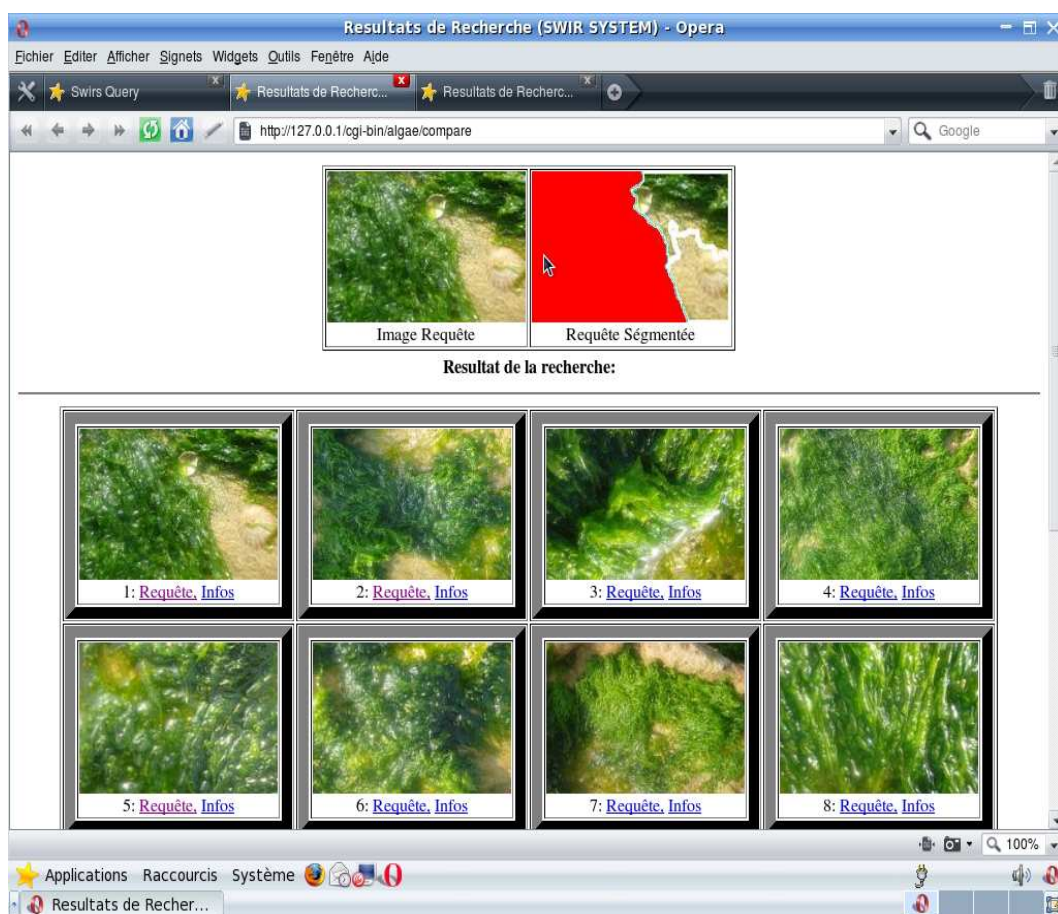 Resultats de Recherche (SWIR SYSTEM) - Opera
Fichier Editer Afficher Signets Widgets Outils Fenêtre Aide
Swirs Query
Resultats de Recherc...
Resultats de Recherc...
http://127.0.0.1/cgi-bin/algae/compare
Google
Image Requête
Requête Ségmentée
Resultat de la recherche:
1: Requête, Infos
2: Requête, Infos
3: Requête, Infos
4: Requête, Infos
5: Requête, Infos
6: Requête, Infos
7: Requête, Infos
8: Requête, Infos
100%
Applications Raccourcis Système
Resultats de Recher...